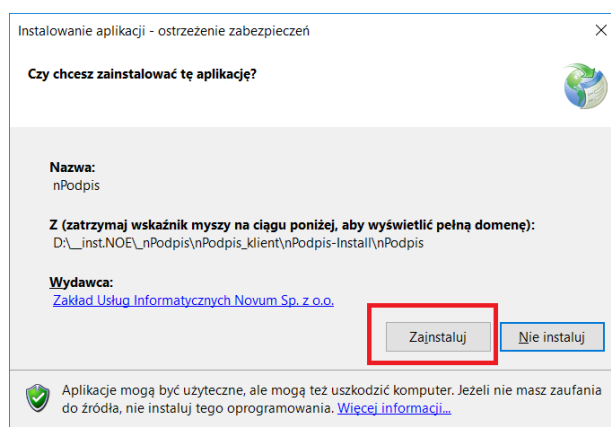 Instalowanie aplikacji - ostrzeżenie zabezpieczeń
Czy chcesz zainstalować tę aplikację?
Nazwa:
nPodpis
Z (zatrzymaj wskaźnik myszy na ciągu poniżej, aby wyświetlić pełną domenę):
D:\__inst.NOE\_nPodpis\nPodpis_klient\nPodpis-Install\nPodpis
Wydawca:
Zakład Usług Informatycznych Novum Sp. z o.o.
Zainstaluj
Nie instaluj
Aplikacje mogą być użyteczne, ale mogą też uszkodzić komputer. Jeżeli nie masz zaufania
do źródła, nie instaluj tego oprogramowania. Więcej informacji...